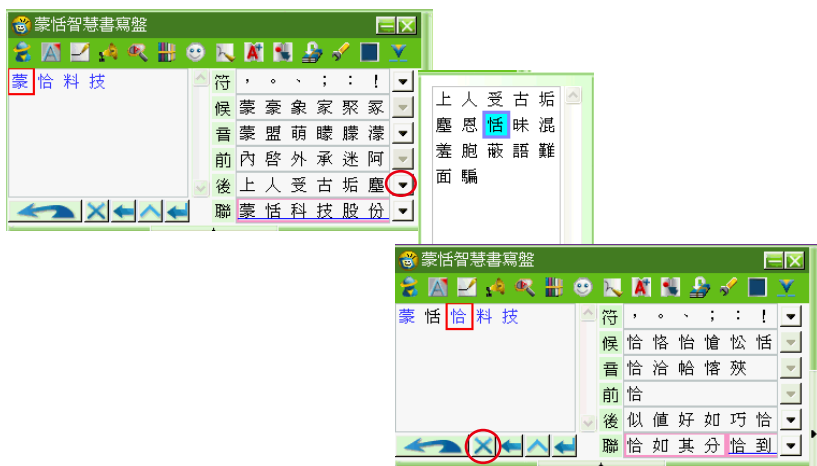 蒙恬智慧書寫盤
蒙恰料技
符 ， 。 、 ； ： ！
候 蒙豪象家聚冢
音 蒙盟萌矇朦濛
前 內啓外承迷阿
後 上人受古垢塵
聯 蒙恬科技股份
上人受古垢
塵恩恬昧混
羞胞蔽語難
面騙
蒙恬智慧書寫盤
蒙恬恰料技
符 ， 。 、 ； ： ！
候 恰恪怡愴忪恬
音 恰洽帢愘殎
前 恰
後 似值好如巧恰
聯 恰如其分恰到